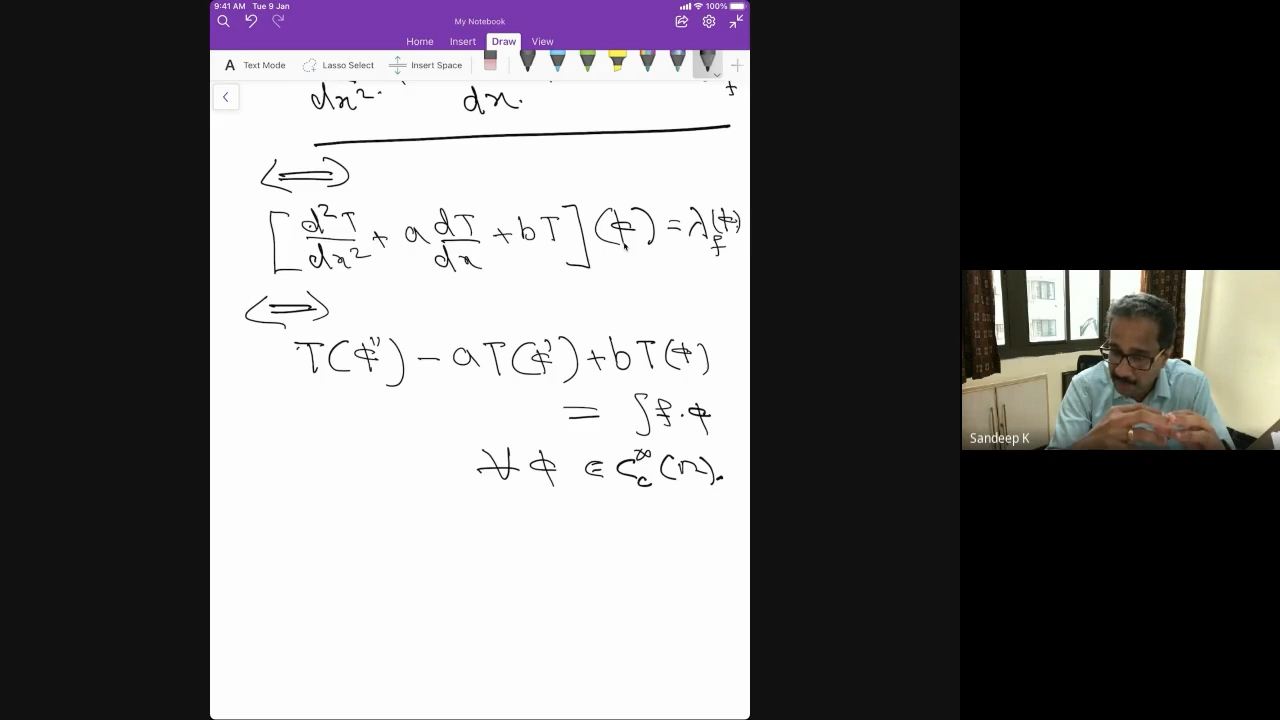 9:41 AM Tue 9 Jan
100%
My Notebook
Home Insert Draw View
A Text Mode Lasso Select Insert Space
dx². dx.
f
⟺
[d²T/dx² + a dT/dx + bT](ϕ) = λ_f(ϕ)
⟺
T(ϕ'') − aT(ϕ') + bT(ϕ)
= ∫f·ϕ
∀ ϕ ∈ C_c^∞(Ω).
Sandeep K